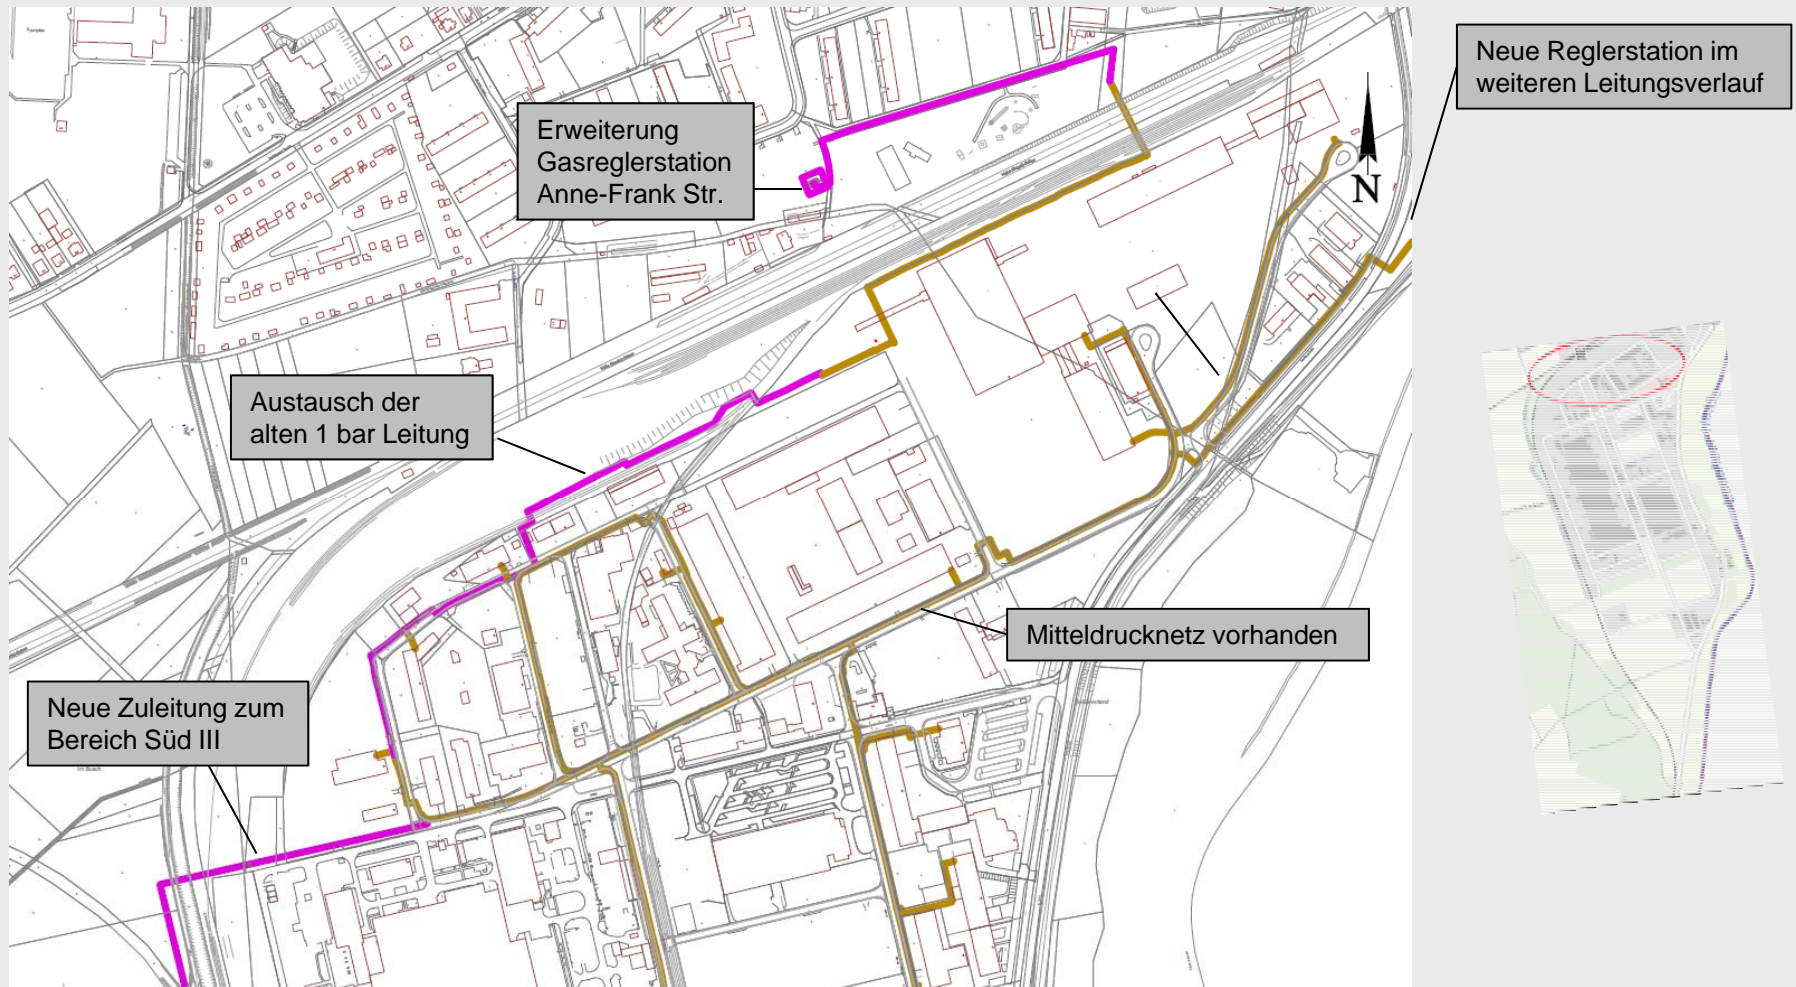 Neue Reglerstation im
weiteren Leitungsverlauf
Erweiterung
Gasreglerstation
Anne-Frank Str.
N
Austausch der
alten 1 bar Leitung
Mitteldrucknetz vorhanden
Neue Zuleitung zum
Bereich Süd III